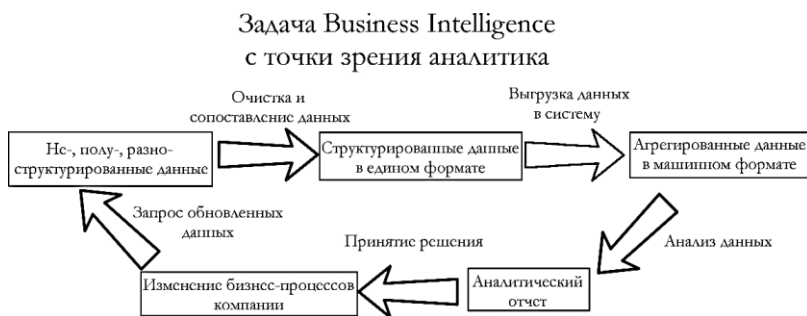 Задача Business Intelligence
с точки зрения аналитика
Очистка и
сопоставление данных
Выгрузка данных
в систему
Не-, полу-, разно-
структурированные данные
Структурированные данные
в едином формате
Агрегированные данные
в машинном формате
Запрос обновленных
данных
Принятие решения
Анализ данных
Изменение бизнес-процессов
компании
Аналитический
отчет